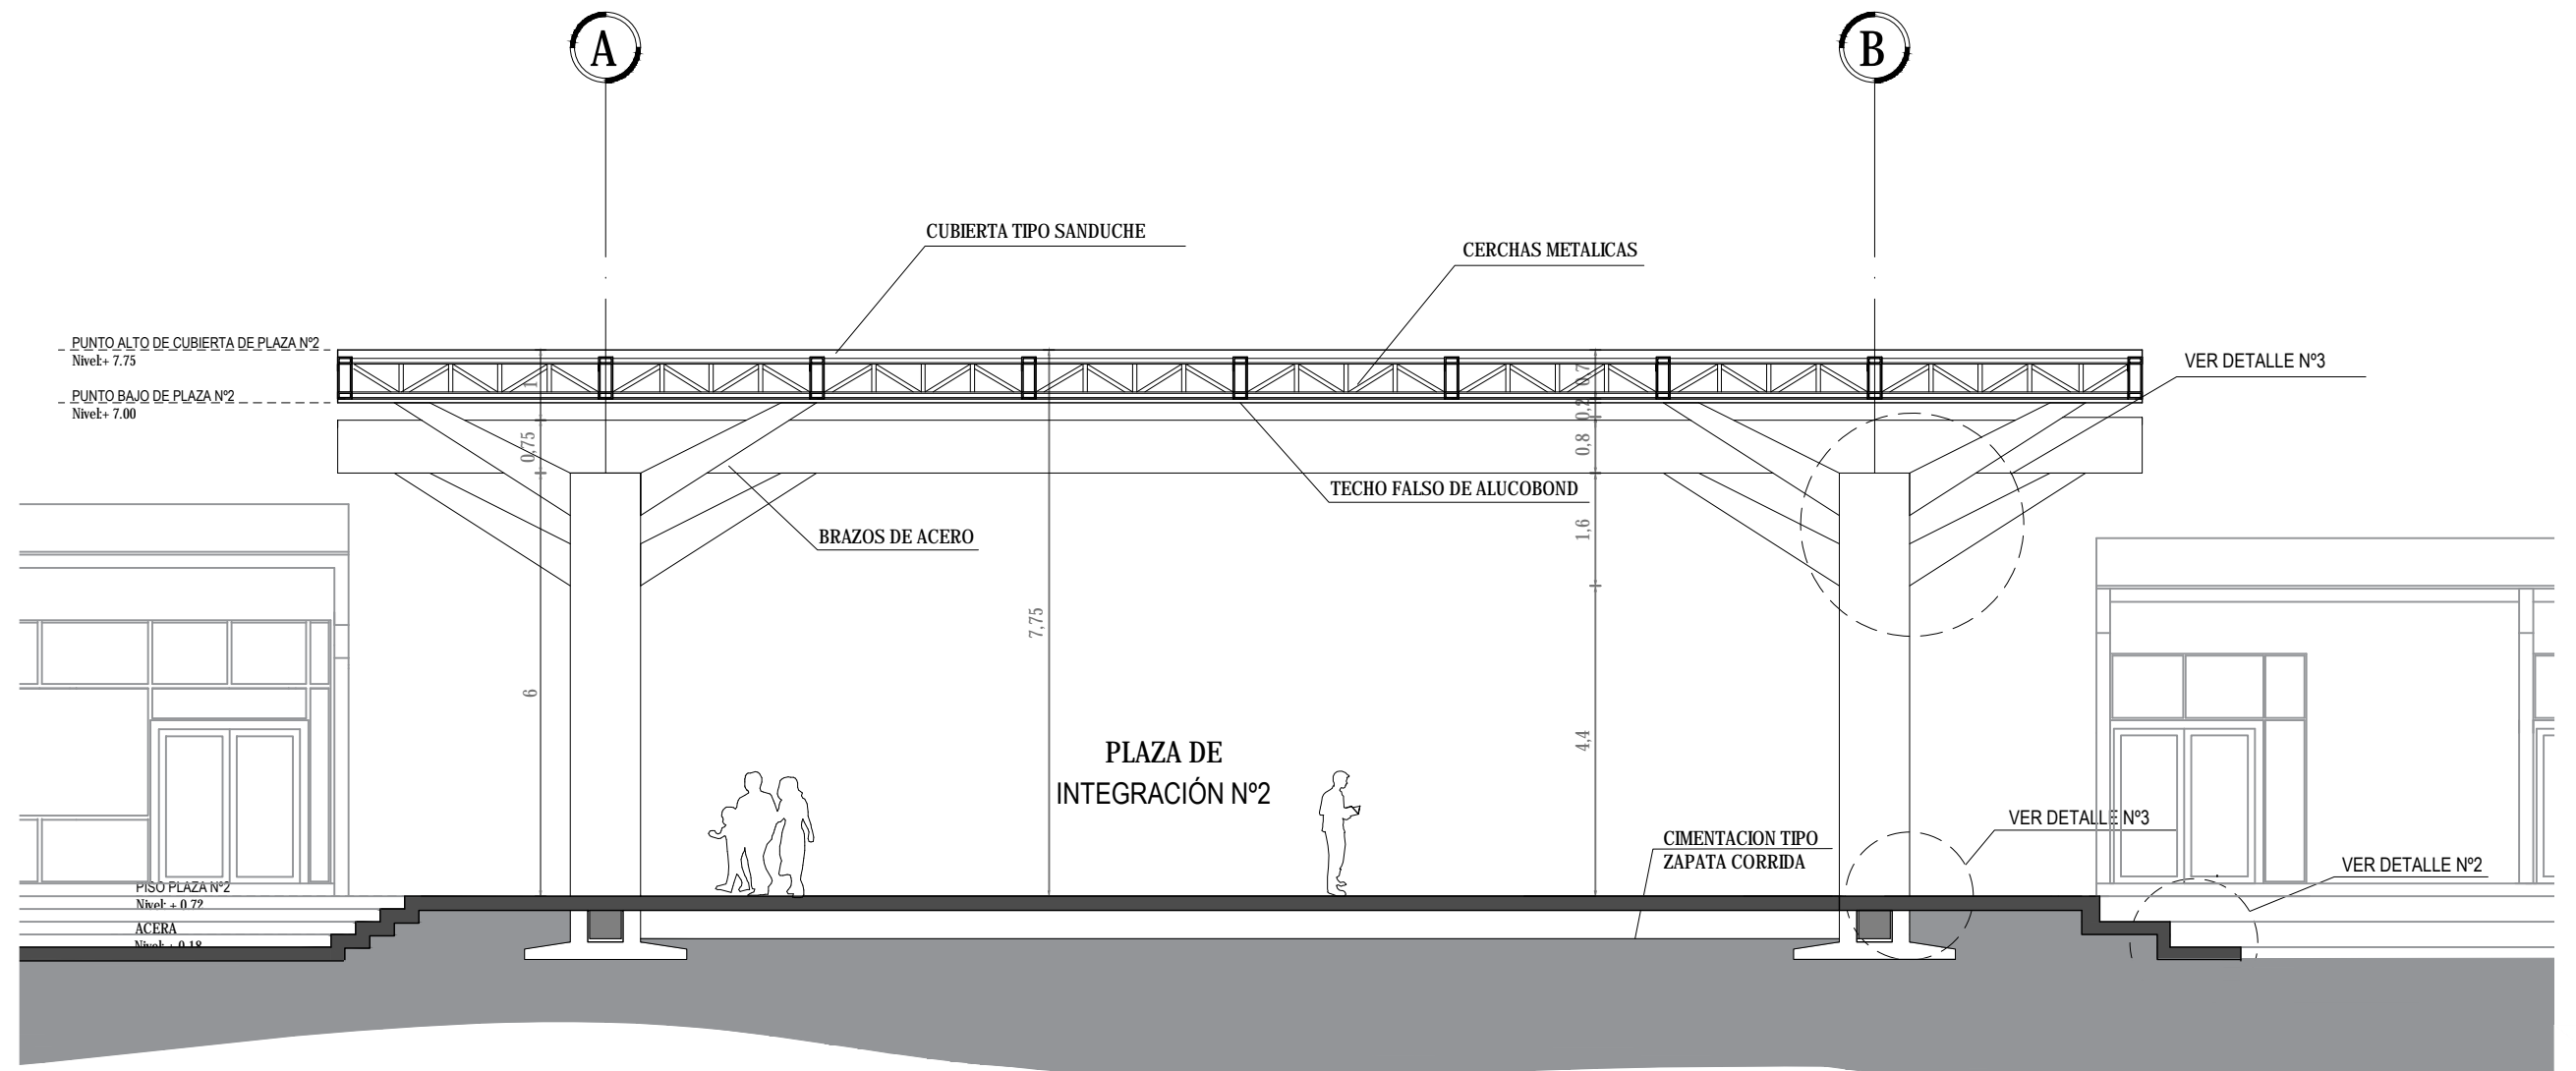 A
B
CUBIERTA TIPO SANDUCHE
CERCHAS METALICAS
PUNTO ALTO DE CUBIERTA DE PLAZA Nº2
Nivel:+ 7.75
VER DETALLE Nº3
PUNTO BAJO DE PLAZA Nº2
Nivel:+ 7.00
1
0,7
0,2
0,75
0,8
TECHO FALSO DE ALUCOBOND
BRAZOS DE ACERO
1,6
7,75
6
4,4
PLAZA DE
INTEGRACIÓN Nº2
VER DETALLE Nº3
CIMENTACION TIPO
ZAPATA CORRIDA
VER DETALLE Nº2
PISO PLAZA Nº2
Nivel: + 0.72
ACERA
Nivel: + 0.18